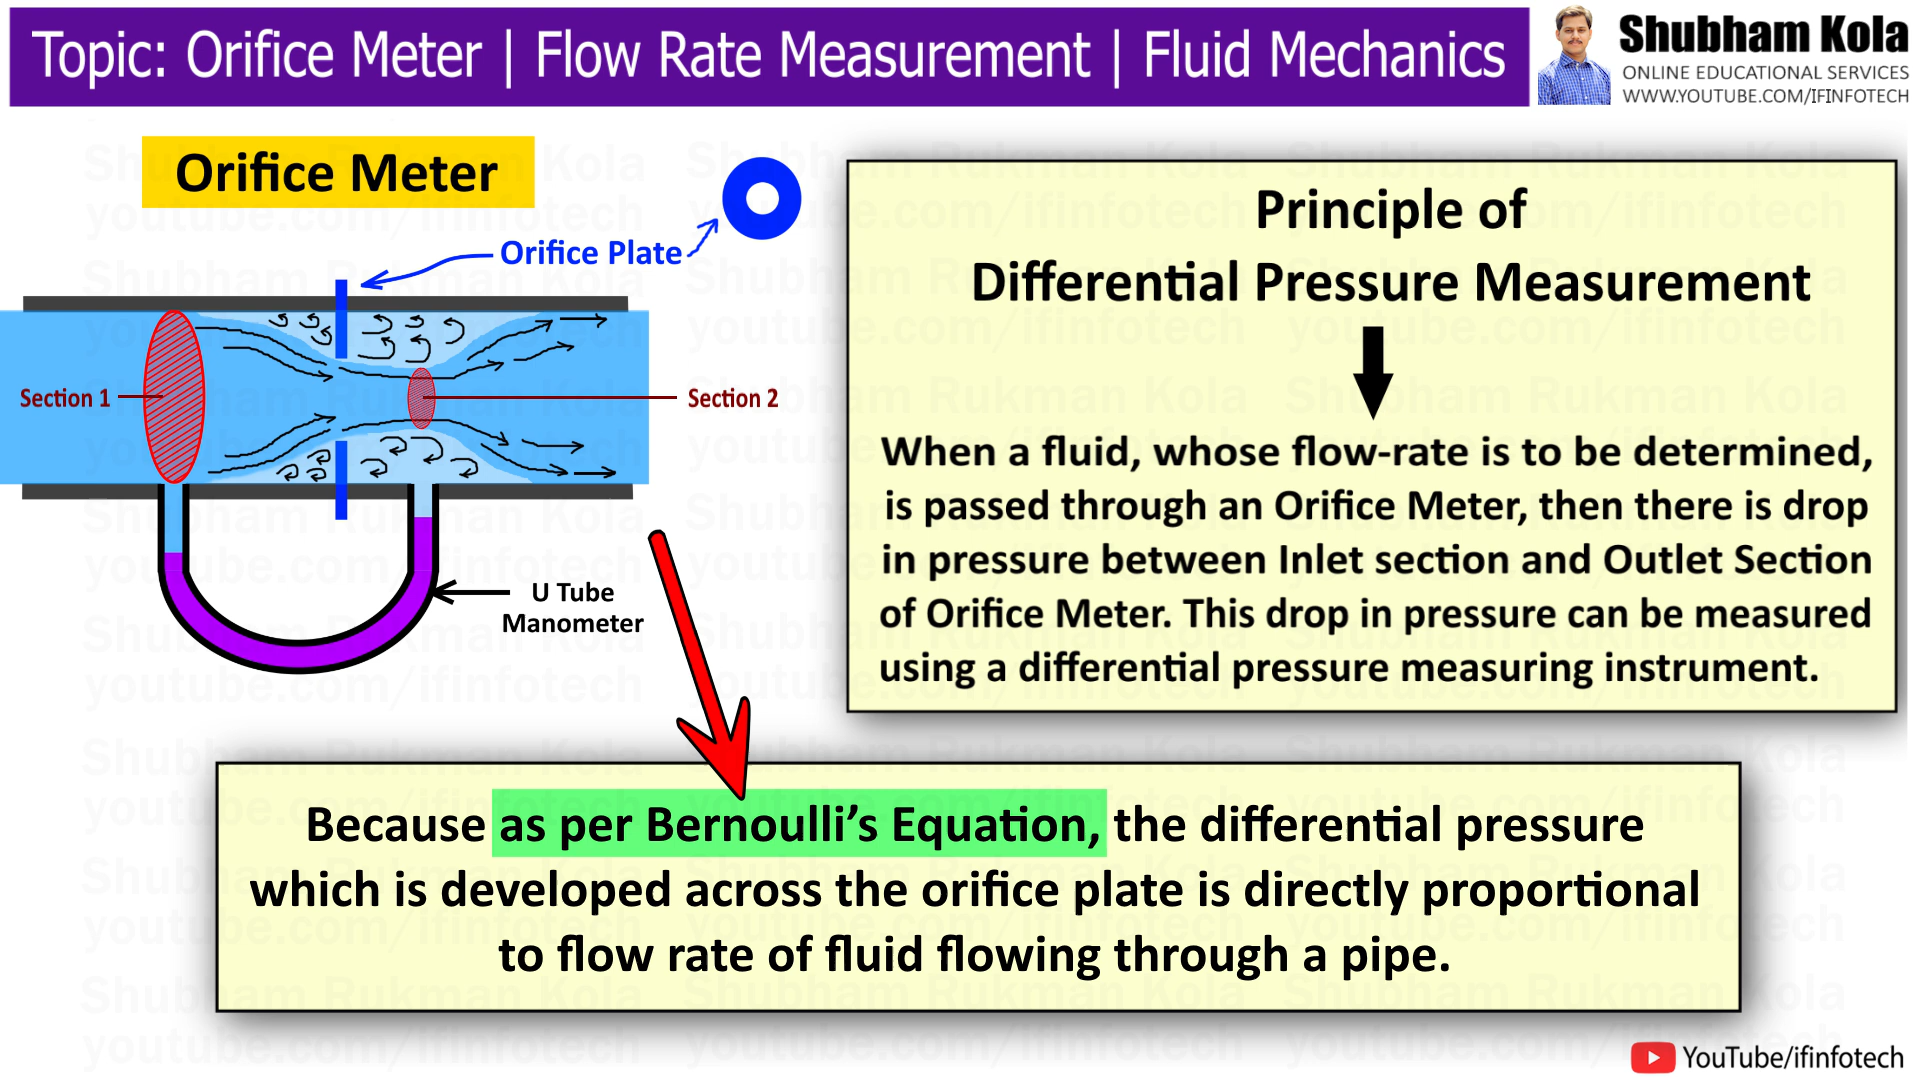 Topic: Orifice Meter | Flow Rate Measurement | Fluid Mechanics
Shubham Kola
ONLINE EDUCATIONAL SERVICES
WWW.YOUTUBE.COM/IFINFOTECH
Orifice Meter
Orifice Plate
Section 1
Section 2
U Tube
Manometer
Principle of
Differential Pressure Measurement
When a fluid, whose flow-rate is to be determined,
is passed through an Orifice Meter, then there is drop
in pressure between Inlet section and Outlet Section
of Orifice Meter. This drop in pressure can be measured
using a differential pressure measuring instrument.
Because as per Bernoulli's Equation, the differential pressure
which is developed across the orifice plate is directly proportional
to flow rate of fluid flowing through a pipe.
YouTube/ifinfotech
Shubham Rukman Kola
youtube.com/ifinfotech